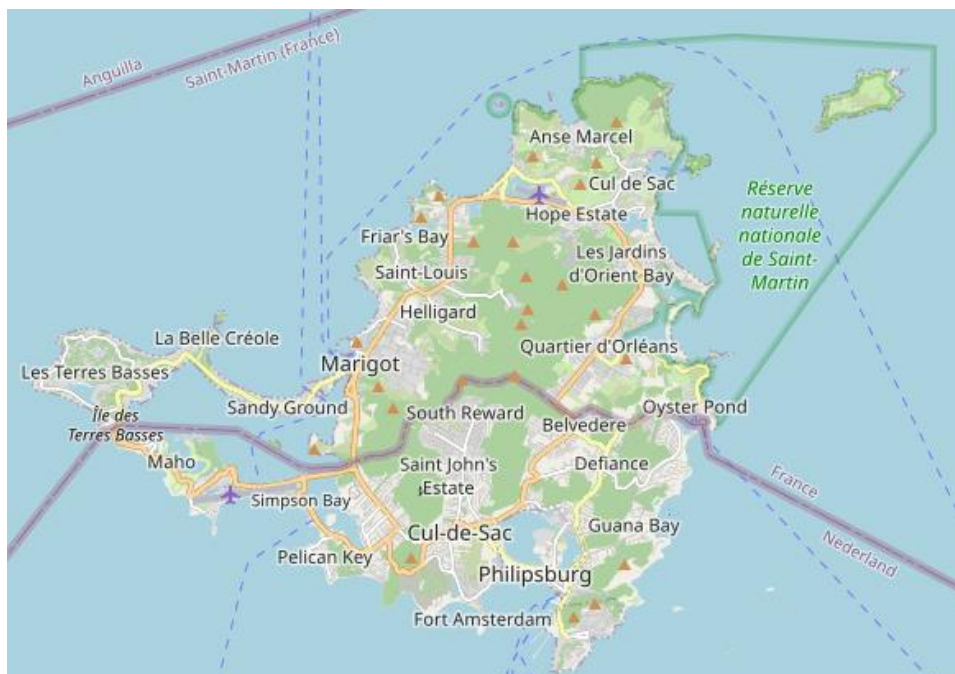 Anguilla
Saint-Martin (France)
Anse Marcel
Cul de Sac
Hope Estate
Réserve
naturelle
nationale
de Saint-
Martin
Friar's Bay
Les Jardins
d'Orient Bay
Saint-Louis
Helligard
La Belle Créole
Quartier d'Orléans
Marigot
Les Terres Basses
Sandy Ground
South Reward
Oyster Pond
Île des
Terres Basses
Belvedere
Maho
Saint John's
Estate
Defiance
France
Nederland
Simpson Bay
Guana Bay
Cul-de-Sac
Pelican Key
Philipsburg
Fort Amsterdam